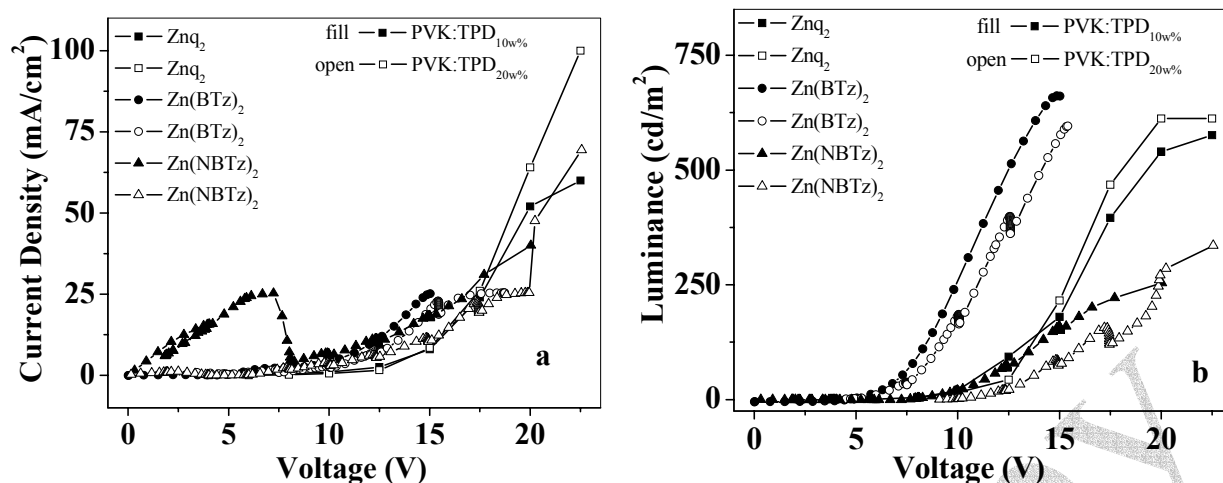 fill PVK:TPD10w%
open PVK:TPD20w%
Znq2
Znq2
Zn(BTz)2
Zn(BTz)2
Zn(NBTz)2
Zn(NBTz)2
Current Density (mA/cm2)
100
75
50
25
0
0
5
10
15
20
Voltage (V)
a
fill PVK:TPD10w%
open PVK:TPD20w%
Znq2
Znq2
Zn(BTz)2
Zn(BTz)2
Zn(NBTz)2
Zn(NBTz)2
Luminance (cd/m2)
750
500
250
0
0
5
10
15
20
Voltage (V)
b